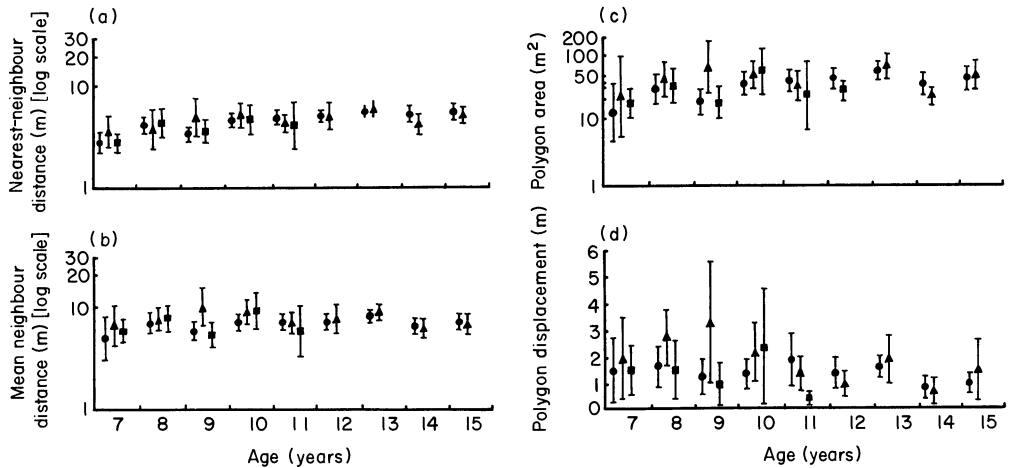 (a)
Nearest-neighbour
distance (m) [log scale]
30
20
10
1
(b)
Mean neighbour
distance (m) [log scale]
30
20
10
1
7 8 9 10 11 12 13 14 15
Age (years)
(c)
Polygon area (m²)
200
100
50
10
1
(d)
Polygon displacement (m)
6
5
4
3
2
1
0
7 8 9 10 11 12 13 14 15
Age (years)